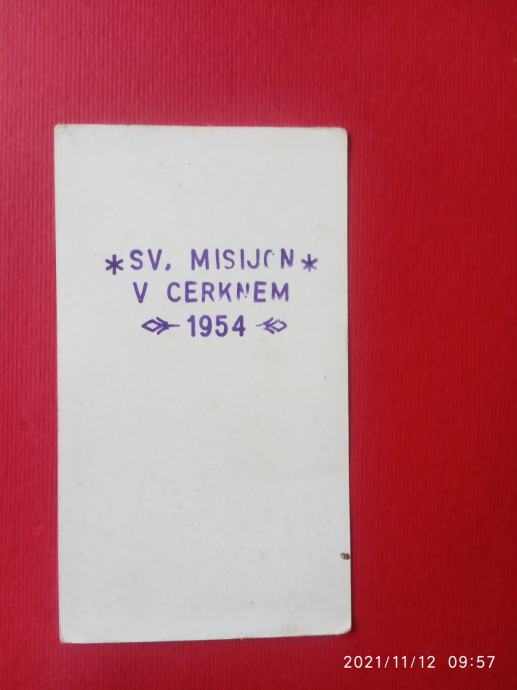 *SV. MISIJON*
V CERKNEM
1954
2021/11/12 09:57